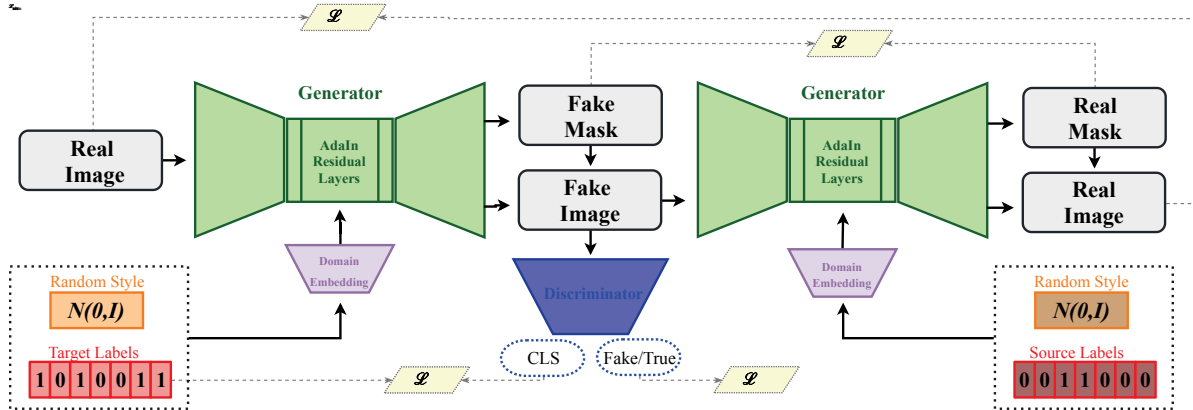 ℒ
ℒ
Generator
Generator
Real
Image
AdaIn
Residual
Layers
Fake
Mask
Fake
Image
AdaIn
Residual
Layers
Real
Mask
Real
Image
Domain
Embedding
Domain
Embedding
Random Style
N(0,I)
Target Labels
1 0 1 0 0 1 1
Discriminator
CLS
Fake/True
ℒ
ℒ
Random Style
N(0,I)
Source Labels
0 0 1 1 0 0 0